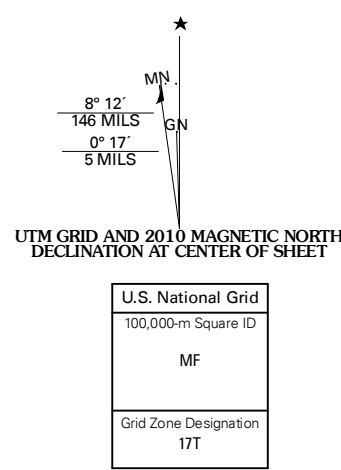 MN
8° 12´
146 MILS
GN
0° 17´
5 MILS
UTM GRID AND 2010 MAGNETIC NORTH
DECLINATION AT CENTER OF SHEET
U.S. National Grid
100,000-m Square ID
MF
Grid Zone Designation
17T